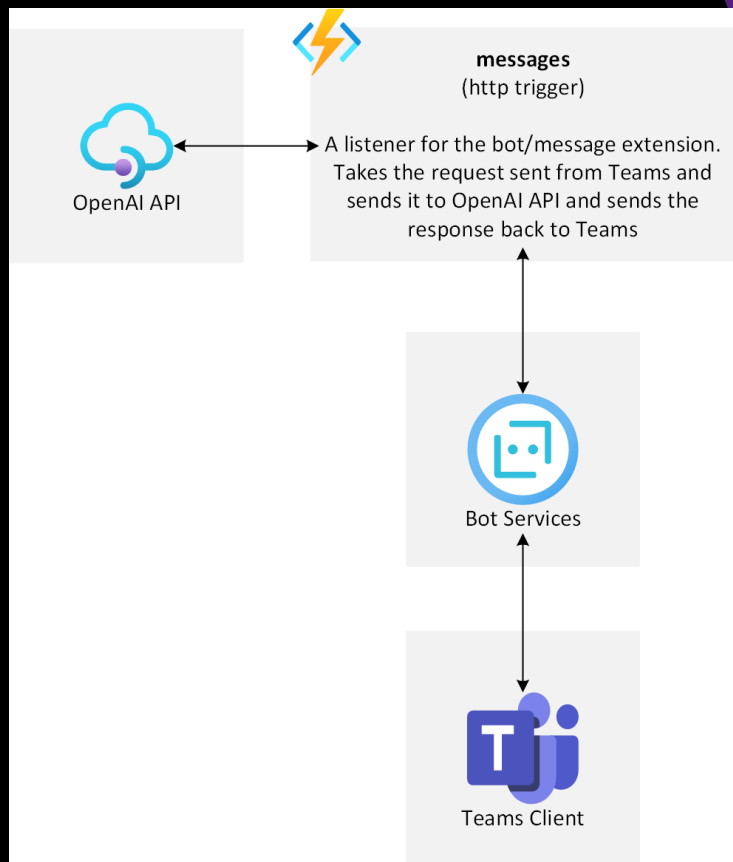 messages
(http trigger)
A listener for the bot/message extension.
Takes the request sent from Teams and
sends it to OpenAI API and sends the
response back to Teams
OpenAI API
Bot Services
T
Teams Client